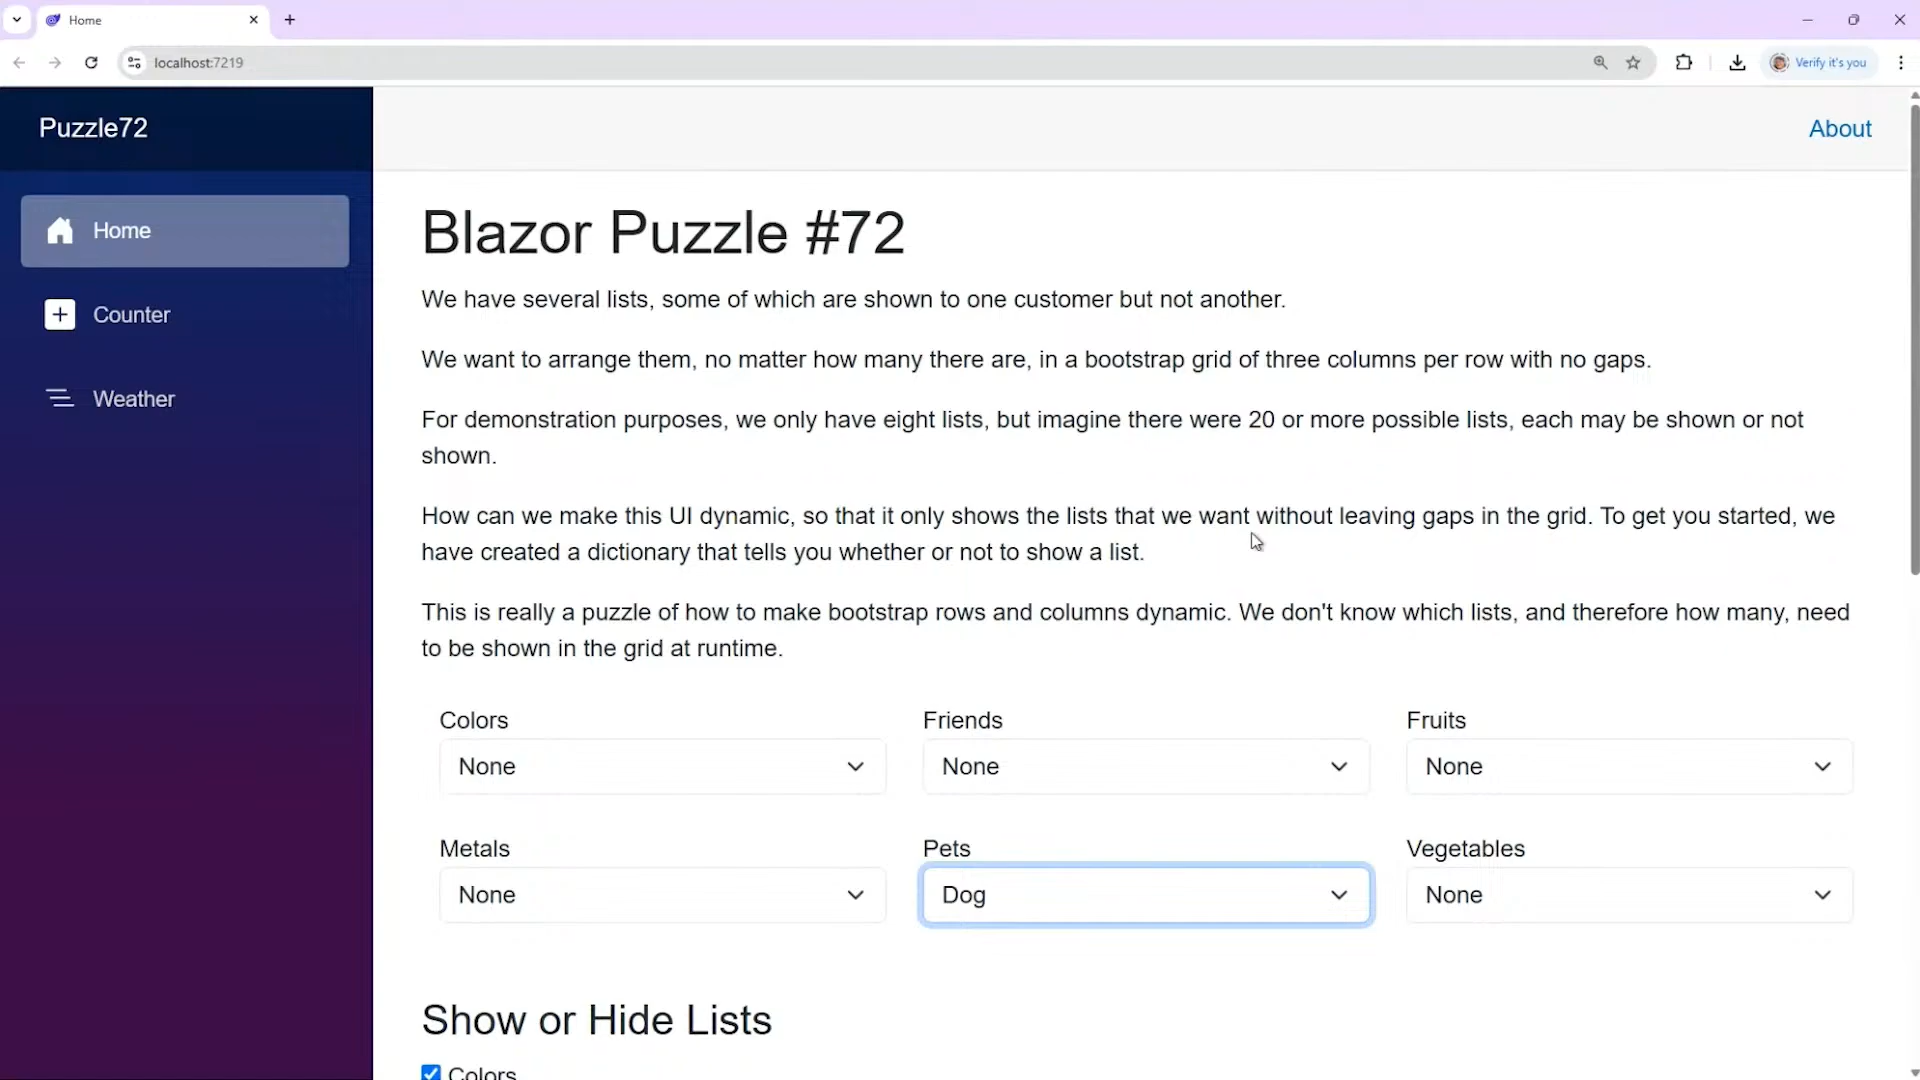 Home
localhost:7219
Verify it's you
Puzzle72
About
Home
Counter
Weather
Blazor Puzzle #72
We have several lists, some of which are shown to one customer but not another.
We want to arrange them, no matter how many there are, in a bootstrap grid of three columns per row with no gaps.
For demonstration purposes, we only have eight lists, but imagine there were 20 or more possible lists, each may be shown or not
shown.
How can we make this UI dynamic, so that it only shows the lists that we want without leaving gaps in the grid. To get you started, we
have created a dictionary that tells you whether or not to show a list.
This is really a puzzle of how to make bootstrap rows and columns dynamic. We don't know which lists, and therefore how many, need
to be shown in the grid at runtime.
Colors Friends Fruits
None None None
Metals Pets Vegetables
None Dog None
Show or Hide Lists
Colors